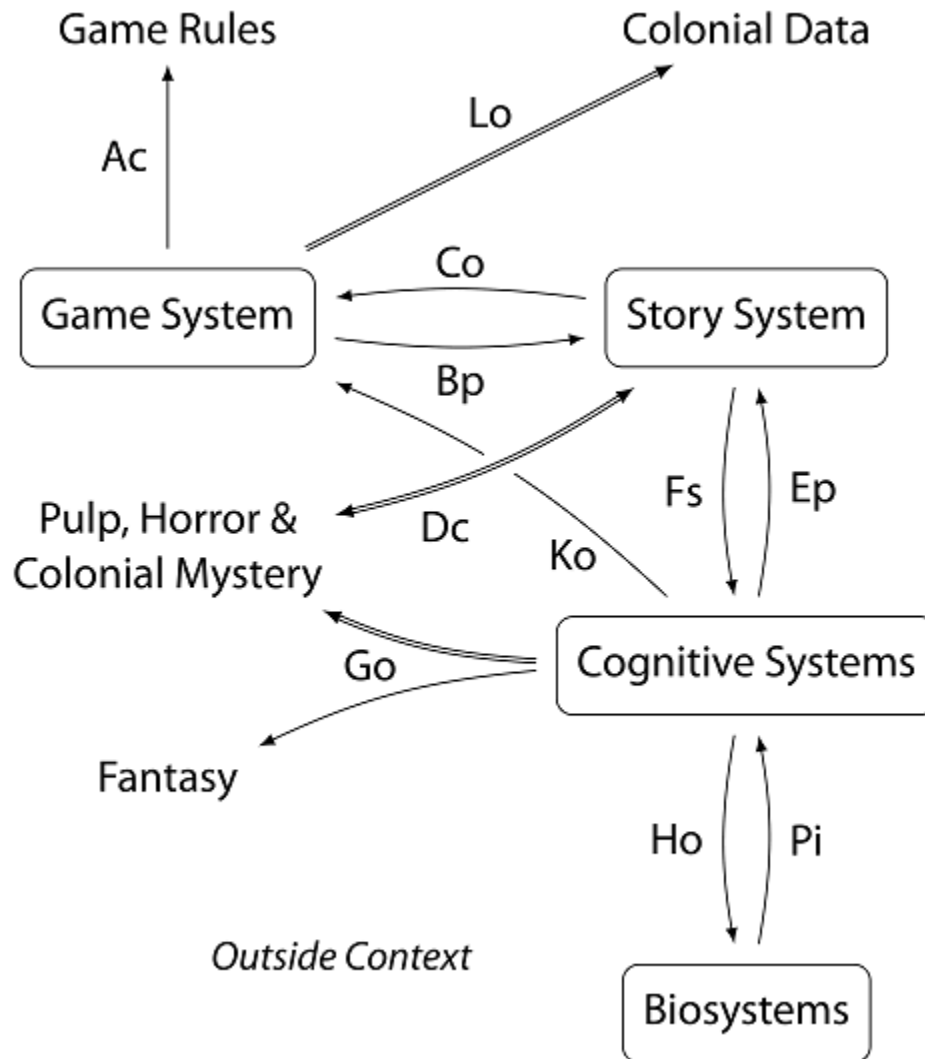 Game Rules
Colonial Data
Lo
Ac
Co
Game System
Story System
Bp
Fs
Ep
Pulp, Horror &
Colonial Mystery
Dc
Ko
Go
Cognitive Systems
Fantasy
Ho
Pi
Outside Context
Biosystems